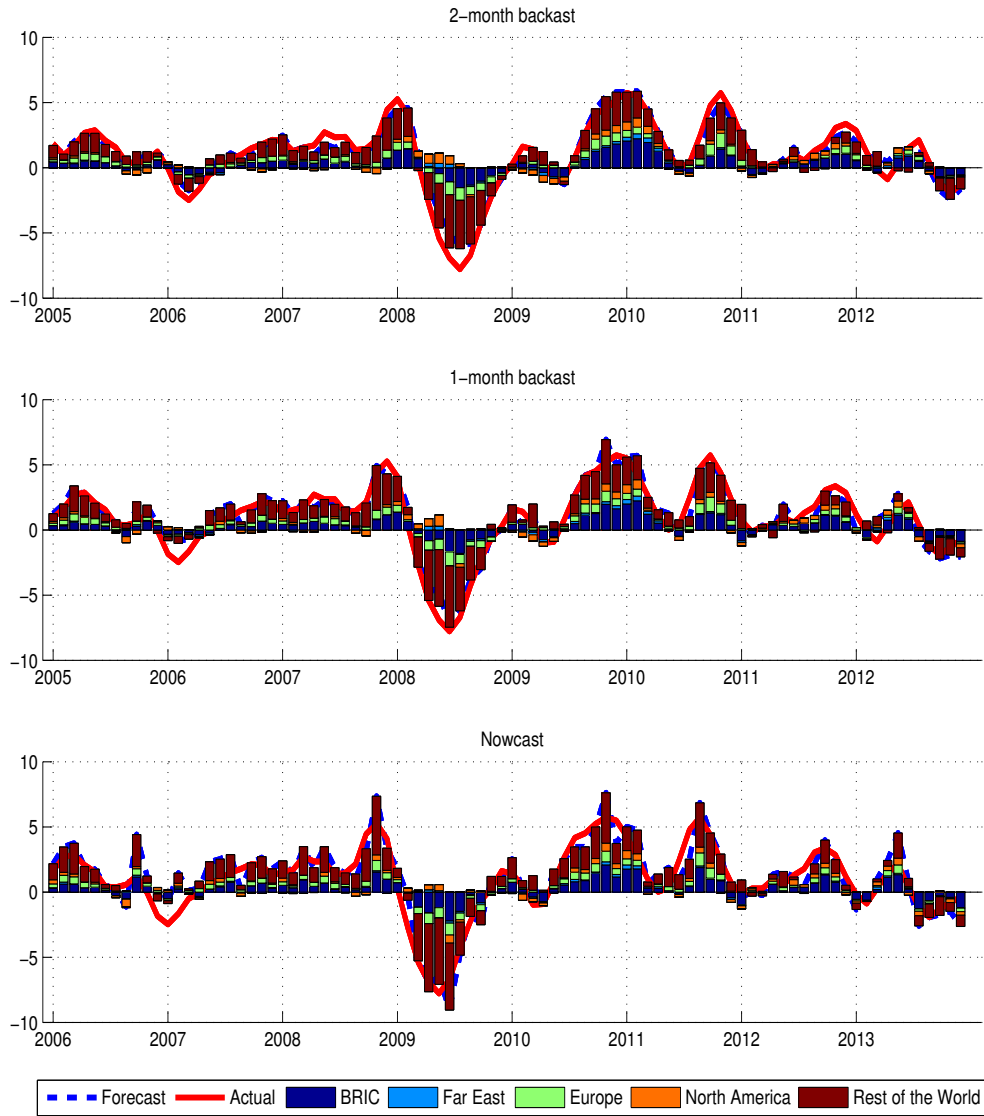 2−month backast
10
5
0
−5
−10
2005 2006 2007 2008 2009 2010 2011 2012
1−month backast
10
5
0
−5
−10
2005 2006 2007 2008 2009 2010 2011 2012
Nowcast
10
5
0
−5
−10
2006 2007 2008 2009 2010 2011 2012 2013
Forecast Actual BRIC Far East Europe North America Rest of the World